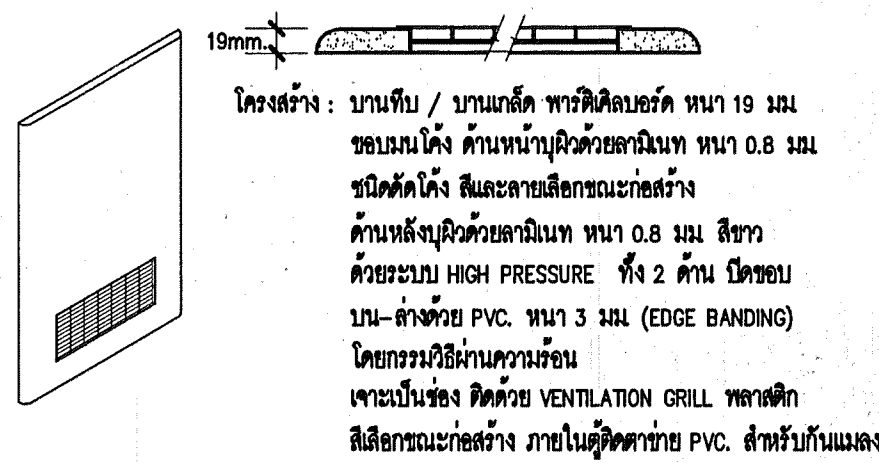 19mm.
โครงสร้าง : บานทึบ / บานเกล็ด พาร์ติเคิลบอร์ด หนา 19 มม
ขอบมนโค้ง ด้านหน้าบุผิวด้วยลามิเนท หนา 0.8 มม
ชนิดดัดโค้ง สีและลายเลือกขณะก่อสร้าง
ด้านหลังบุผิวด้วยลามิเนท หนา 0.8 มม สีขาว
ด้วยระบบ HIGH PRESSURE ทั้ง 2 ด้าน ปิดขอบ
บน-ล่างด้วย PVC. หนา 3 มม (EDGE BANDING)
โดยกรรมวิธีผ่านความร้อน
เจาะเป็นช่อง ติดด้วย VENTILATION GRILL พลาสติก
สีเลือกขณะก่อสร้าง ภายในตู้ติดตาข่าย PVC. สำหรับกันแมลง